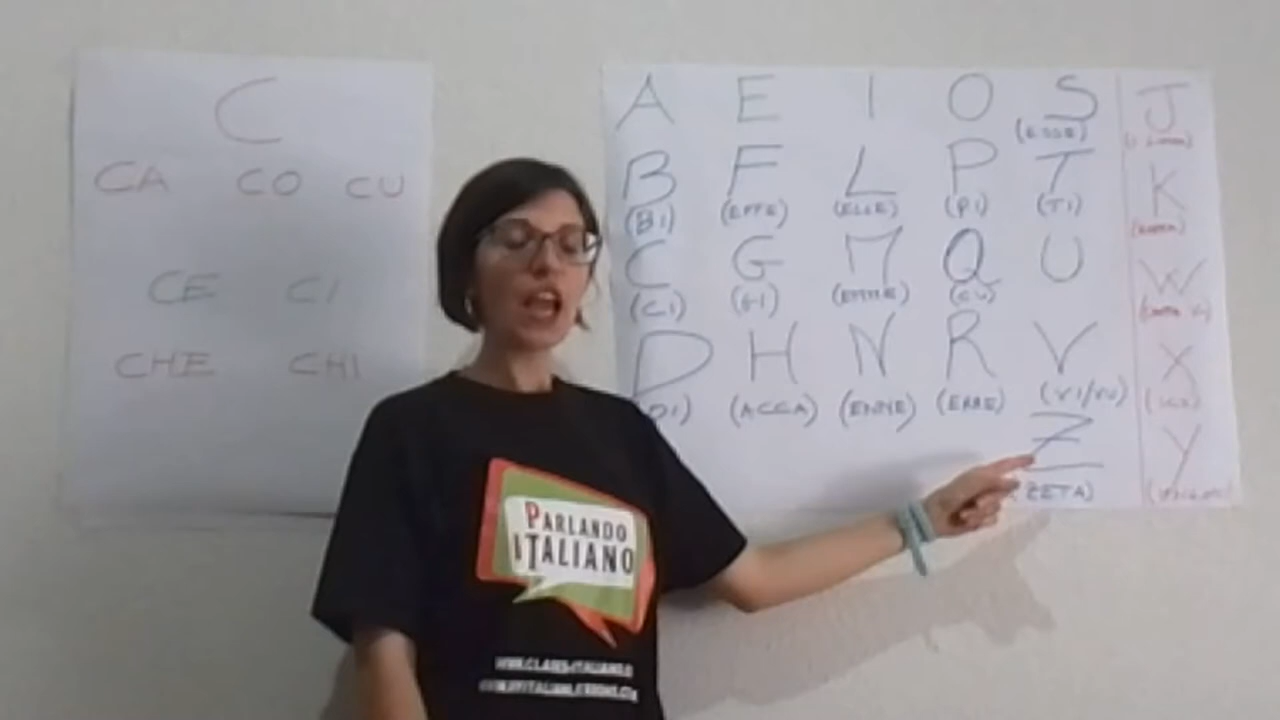 C
CA CO CU
CE CI
CHE CHI
A E I O S J
(ESSE)
B F L P T K
(BI) (EFFE) (ELLE) (PI) (TI) (KAPPA)
C G M Q U W
(CI) (GI) (EMME) (CU)
D H N R V X
(ACCA) (ENNE) (ERRE) (VI/VU)
Z Y
(ZETA)
PARLANDO
ITALIANO